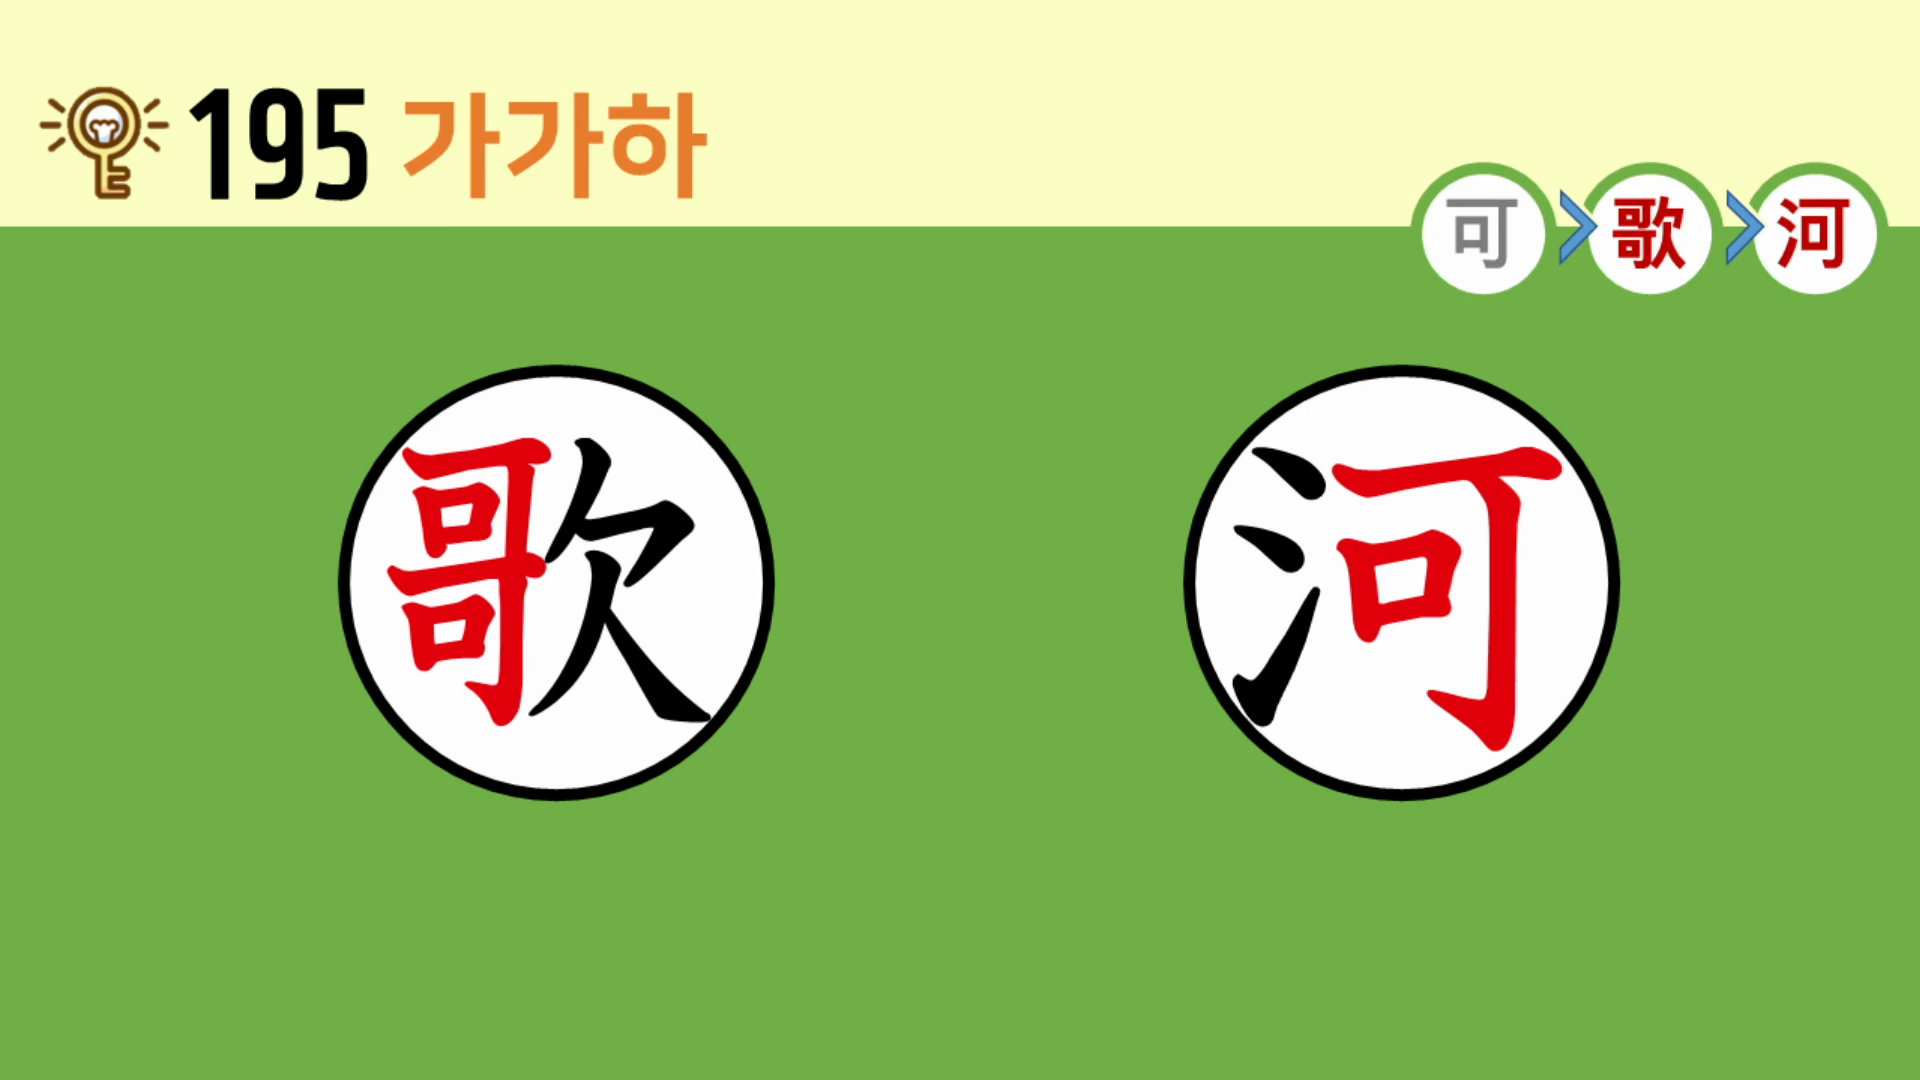 195 가가하
可 > 歌 > 河
歌 河